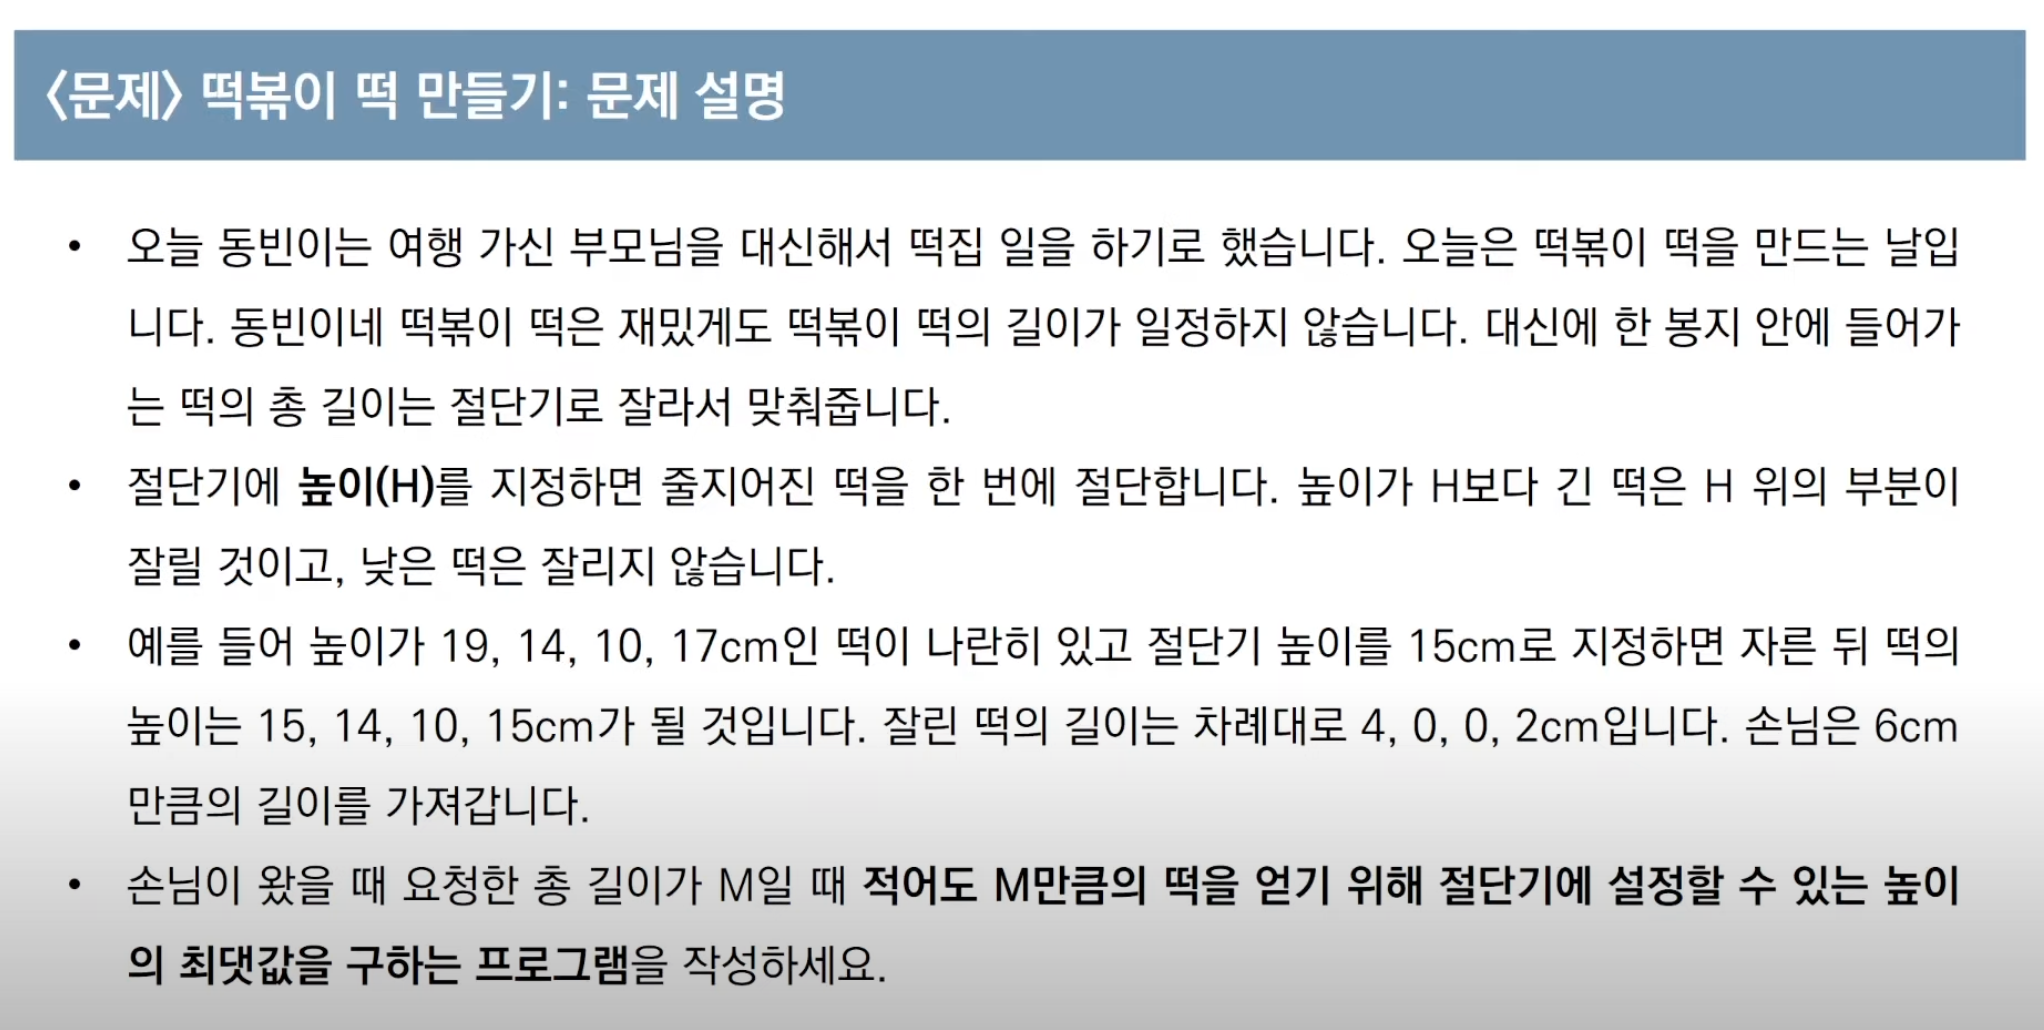 <문제> 떡볶이 떡 만들기: 문제 설명
• 오늘 동빈이는 여행 가신 부모님을 대신해서 떡집 일을 하기로 했습니다. 오늘은 떡볶이 떡을 만드는 날입
니다. 동빈이네 떡볶이 떡은 재밌게도 떡볶이 떡의 길이가 일정하지 않습니다. 대신에 한 봉지 안에 들어가
는 떡의 총 길이는 절단기로 잘라서 맞춰줍니다.
• 절단기에 높이(H)를 지정하면 줄지어진 떡을 한 번에 절단합니다. 높이가 H보다 긴 떡은 H 위의 부분이
잘릴 것이고, 낮은 떡은 잘리지 않습니다.
• 예를 들어 높이가 19, 14, 10, 17cm인 떡이 나란히 있고 절단기 높이를 15cm로 지정하면 자른 뒤 떡의
높이는 15, 14, 10, 15cm가 될 것입니다. 잘린 떡의 길이는 차례대로 4, 0, 0, 2cm입니다. 손님은 6cm
만큼의 길이를 가져갑니다.
• 손님이 왔을 때 요청한 총 길이가 M일 때 적어도 M만큼의 떡을 얻기 위해 절단기에 설정할 수 있는 높이
의 최댓값을 구하는 프로그램을 작성하세요.